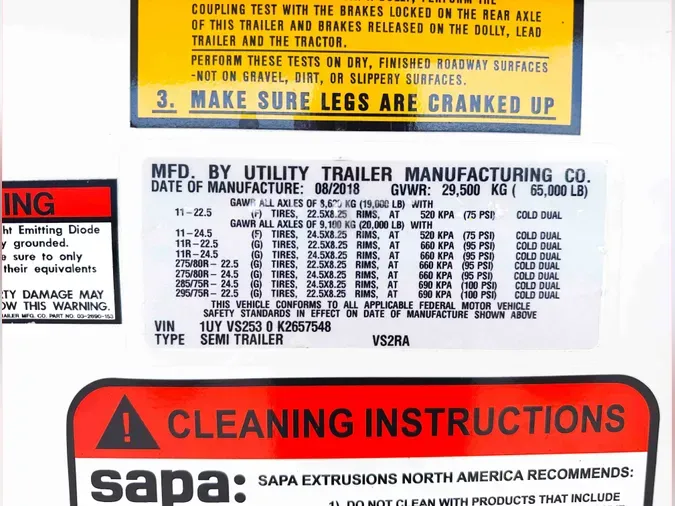 COUPLING TEST WITH THE BRAKES LOCKED ON THE REAR AXLE
OF THIS TRAILER AND BRAKES RELEASED ON THE DOLLY, LEAD
TRAILER AND THE TRACTOR.
PERFORM THESE TESTS ON DRY, FINISHED ROADWAY SURFACES
-NOT ON GRAVEL, DIRT, OR SLIPPERY SURFACES.
3. MAKE SURE LEGS ARE CRANKED UP
MFD. BY UTILITY TRAILER MANUFACTURING CO.
DATE OF MANUFACTURE: 08/2018 GVWR: 29,500 KG ( 65,000 LB)
GAWR ALL AXLES OF KG (19,000 LB) WITH
11-22.5 (F) TIRES, 22.5X8.25 RIMS, AT 520 KPA (75 PSI) COLD DUAL
GAWR ALL AXLES OF 9,100 KG (20,000 LB) WITH
11-24.5 (F) TIRES, 24.5X8.25 RIMS, AT 520 KPA (75 PSI) COLD DUAL
11R-22.5 (G) TIRES, 22.5X8.25 RIMS, AT 660 KPA (95 PSI) COLD DUAL
11R-24.5 (G) TIRES, 24.5X8.25 RIMS, AT 660 KPA (95 PSI) COLD DUAL
275/80R- 22.5 (G) TIRES, 22.5X8.25 RIMS, AT 660 KPA (95 PSI) COLD DUAL
275/80R- 24.5 (G) TIRES, 24.5X8.25 RIMS, AT 660 KPA (95 PSI) COLD DUAL
285/75R- 24.5 (G) TIRES, 24.5X8.25 RIMS, AT 690 KPA (100 PSI) COLD DUAL
295/75R- 22.5 (G) TIRES, 22.5X8.25 RIMS, AT 690 KPA (100 PSI) COLD DUAL
THIS VEHICLE CONFORMS TO ALL APPLICABLE FEDERAL MOTOR VEHICLE
SAFETY STANDARDS IN EFFECT ON DATE OF MANUFACTURE SHOWN ABOVE
VIN 1UY VS253 0 K2657548
TYPE SEMI TRAILER VS2RA
ING
ht Emitting Diode
y grounded.
e sure to only
their equivalents
TY DAMAGE MAY
OW THIS WARNING.
CLEANING INSTRUCTIONS
sapa: SAPA EXTRUSIONS NORTH AMERICA RECOMMENDS:
1) DO NOT CLEAN WITH PRODUCTS THAT INCLUDE